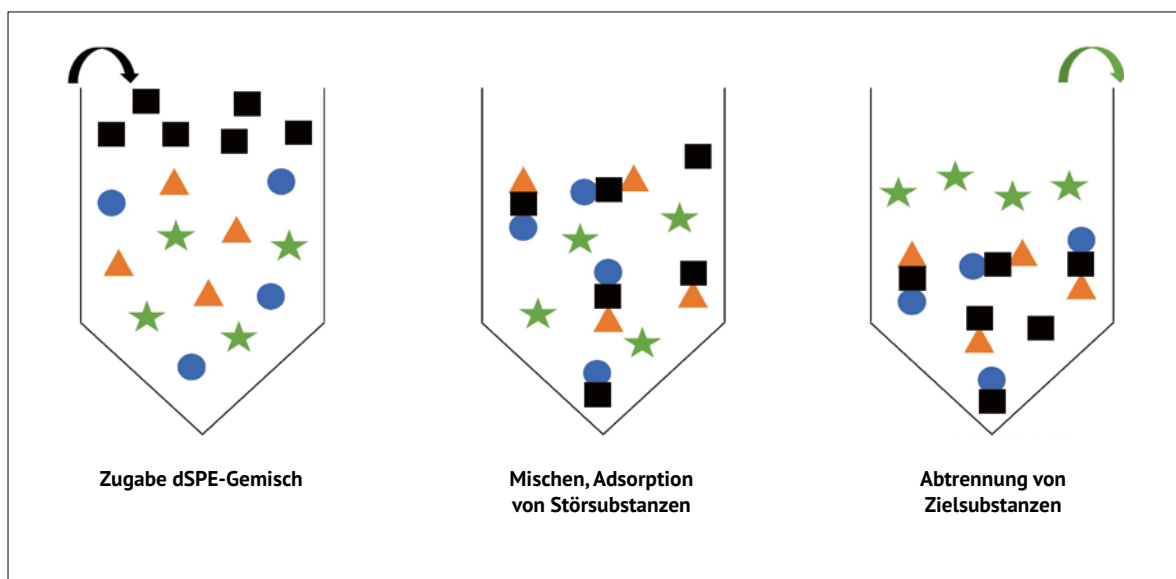 Zugabe dSPE-Gemisch
Mischen, Adsorption
von Störsubstanzen
Abtrennung von
Zielsubstanzen